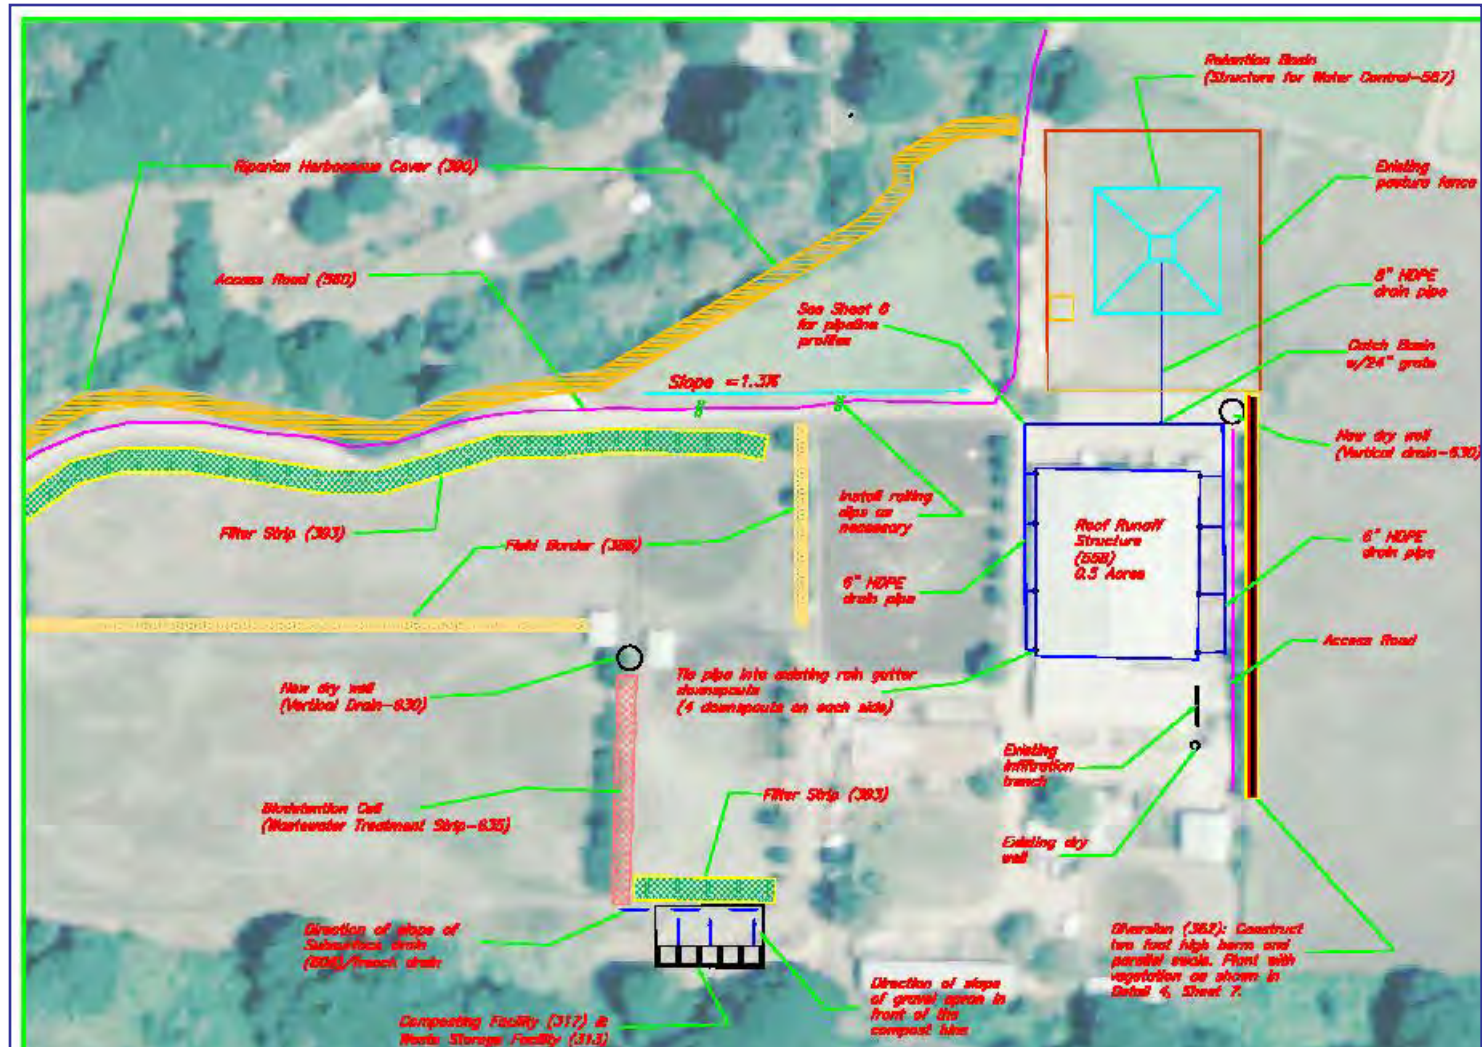 Retention Basin
(Structure for Water Control-587)
Riparian Herbaceous Cover (390)
Existing
pasture fence
Access Road (560)
8" HDPE
drain pipe
See Sheet 6
for pipeline
profiles
Catch Basin
w/24" grate
Slope =1.3%
New dry well
(Vertical drain-630)
Filter Strip (393)
Field Border (386)
Install rolling
dips as
necessary
Roof Runoff
Structure
(558)
0.5 Acres
6" HDPE
drain pipe
6" HDPE
drain pipe
Access Road
New dry well
(Vertical Drain-630)
Tie pipe into existing rain gutter
downspouts
(4 downspouts on each side)
Existing
infiltration
trench
Filter Strip (393)
Bioretention Cell
(Wastewater Treatment Strip-635)
Existing dry
well
Direction of slope of
Subsurface drain
(606)/french drain
Diversion (362): Construct
two foot high berm and
parallel swale. Plant with
vegetation as shown in
Detail 4, Sheet 7.
Direction of slope
of gravel apron in
front of the
compost bins
Composting Facility (317) &
Waste Storage Facility (313)